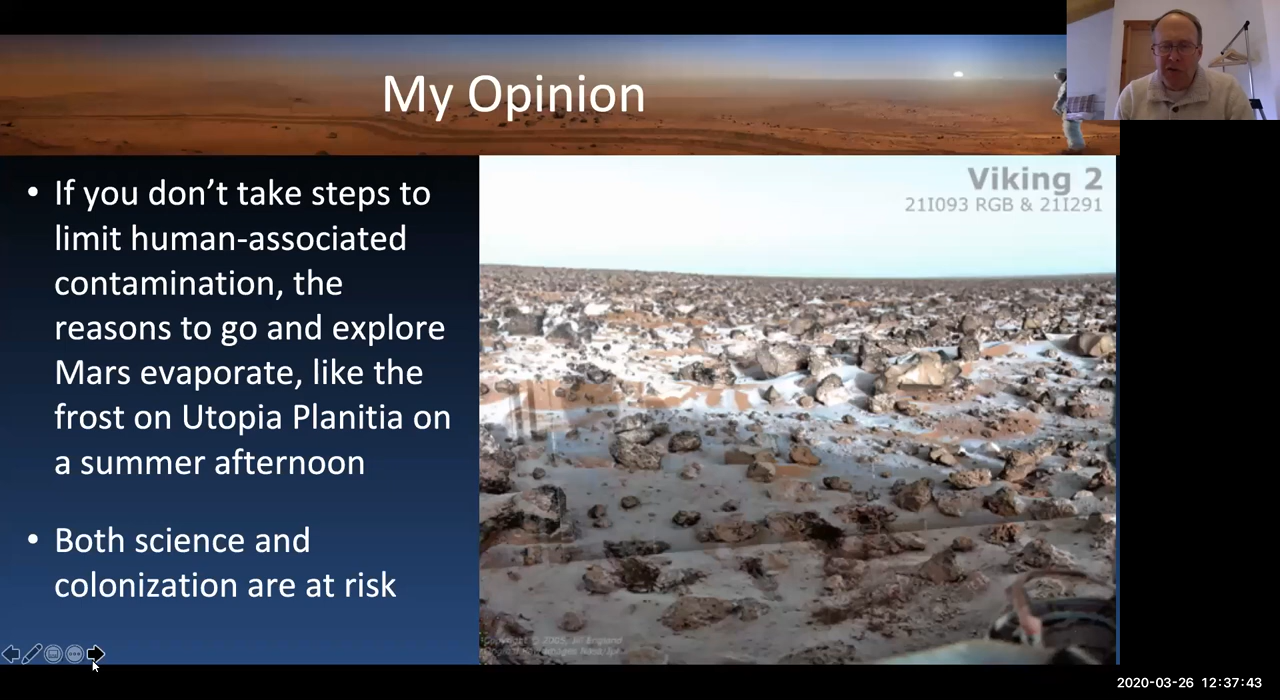 My Opinion
• If you don’t take steps to
limit human-associated
contamination, the
reasons to go and explore
Mars evaporate, like the
frost on Utopia Planitia on
a summer afternoon
• Both science and
colonization are at risk
Viking 2
21I093 RGB & 21I291
Copyright © 2005,
2020-03-26 12:37:43